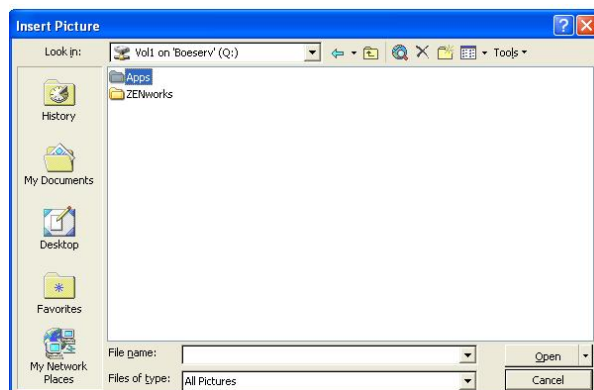 Insert Picture
Look in: Vol1 on 'Boeserv' (Q:) Tools
Apps
ZENworks
History
My Documents
Desktop
Favorites
My Network Places
File name: Open
Files of type: All Pictures Cancel